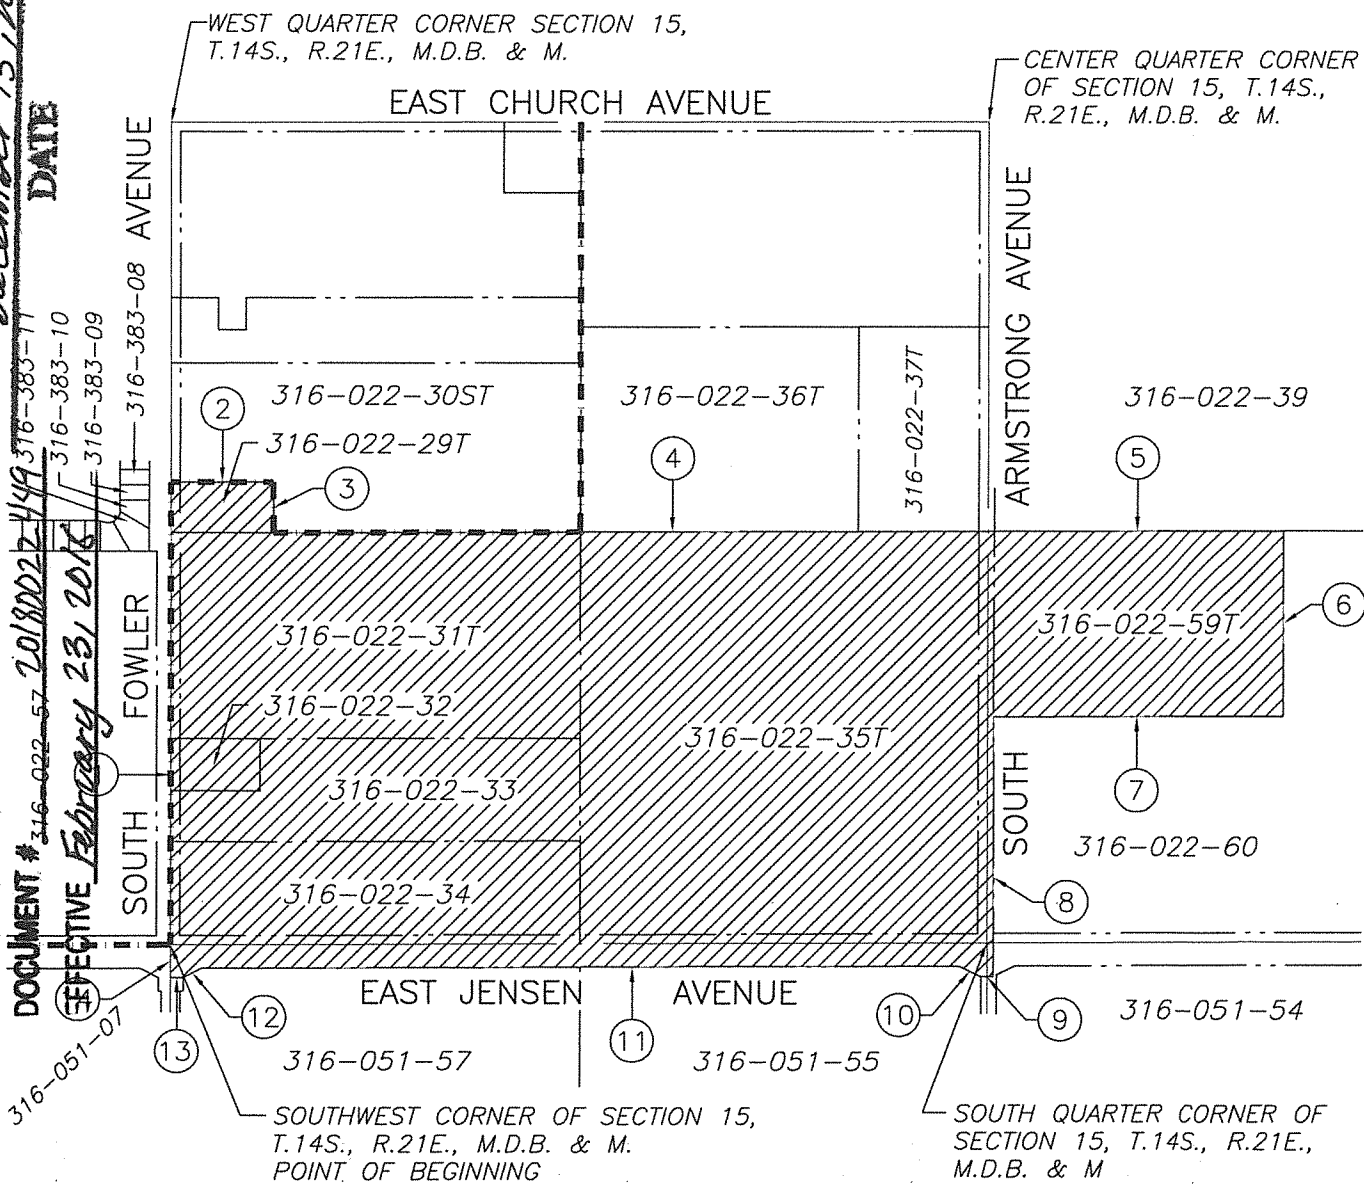 WEST QUARTER CORNER SECTION 15,
T.14S., R.21E., M.D.B. & M.
CENTER QUARTER CORNER
OF SECTION 15, T.14S.,
R.21E., M.D.B. & M.
EAST CHURCH AVENUE
DATE
SOUTH FOWLER AVENUE
SOUTH ARMSTRONG AVENUE
316-383-11
316-383-10
316-383-09
316-383-08
316-022-30ST
316-022-36T
316-022-37T
316-022-39
2
316-022-29T
3
4
5
6
316-022-31T
316-022-59T
316-022-32
316-022-35T
316-022-33
7
316-022-34
316-022-60
8
DOCUMENT #
316-022-57
EFFECTIVE February 23, 2018
EAST JENSEN AVENUE
12
13
11
10
9
316-051-07
316-051-57
316-051-55
316-051-54
SOUTHWEST CORNER OF SECTION 15,
T.14S., R.21E., M.D.B. & M.
POINT OF BEGINNING
SOUTH QUARTER CORNER OF
SECTION 15, T.14S., R.21E.,
M.D.B. & M